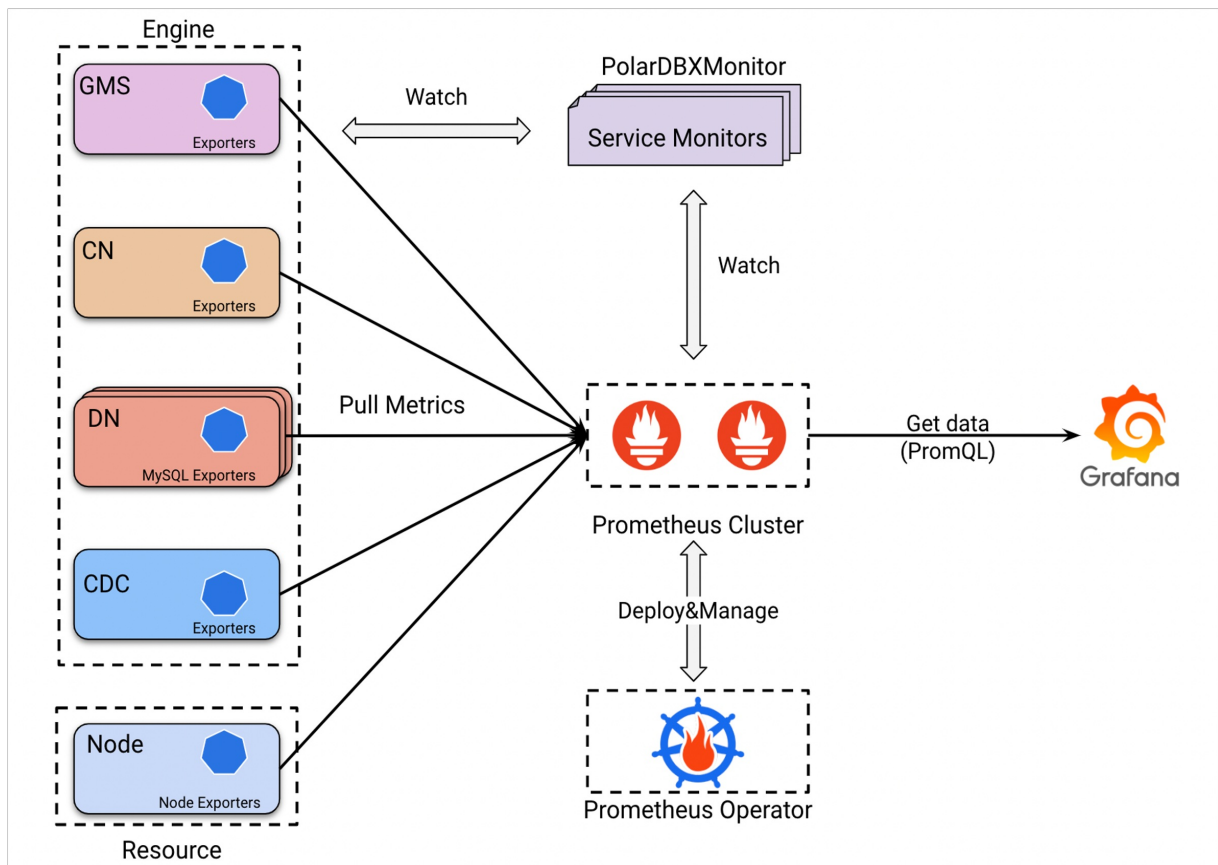 Engine
GMS
Exporters
Watch
PolarDBXMonitor
Service Monitors
CN
Exporters
Watch
DN
MySQL Exporters
Pull Metrics
Get data
(PromQL)
Grafana
Prometheus Cluster
CDC
Exporters
Deploy&Manage
Node
Node Exporters
Prometheus Operator
Resource